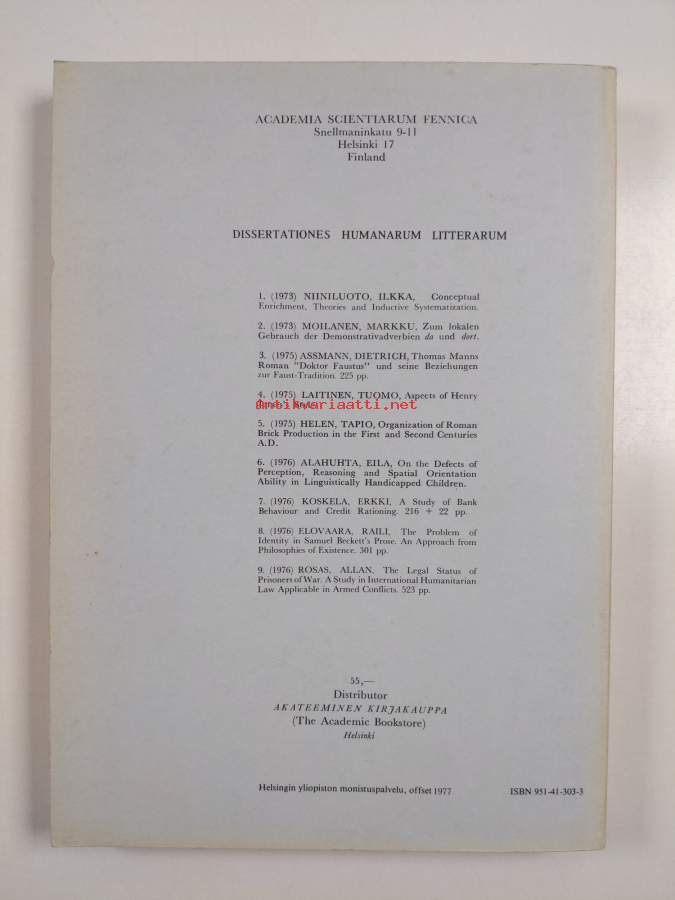 ACADEMIA SCIENTIARUM FENNICA
Snellmaninkatu 9-11
Helsinki 17
Finland
DISSERTATIONES HUMANARUM LITTERARUM
1. (1973) NIINILUOTO, ILKKA, Conceptual
Enrichment, Theories and Inductive Systematization.
2. (1973) MOILANEN, MARKKU, Zum lokalen
Gebrauch der Demonstrativadverbien da und dort.
3. (1975) ASSMANN, DIETRICH, Thomas Manns
Roman "Doktor Faustus" und seine Beziehungen
zur Faust-Tradition. 225 pp.
4. (1975) LAITINEN, TUOMO, Aspects of Henry
antikvariaatti.net
5. (1975) HELEN, TAPIO, Organization of Roman
Brick Production in the First and Second Centuries
A.D.
6. (1976) ALAHUHTA, EILA, On the Defects of
Perception, Reasoning and Spatial Orientation
Ability in Linguistically Handicapped Children.
7. (1976) KOSKELA, ERKKI, A Study of Bank
Behaviour and Credit Rationing. 216 + 22 pp.
8. (1976) ELOVAARA, RAILI, The Problem of
Identity in Samuel Beckett's Prose. An Approach from
Philosophies of Existence. 301 pp.
9. (1976) ROSAS, ALLAN, The Legal Status of
Prisoners of War. A Study in International Humanitarian
Law Applicable in Armed Conflicts. 523 pp.
55,—
Distributor
AKATEEMINEN KIRJAKAUPPA
(The Academic Bookstore)
Helsinki
Helsingin yliopiston monistuspalvelu, offset 1977
ISBN 951-41-303-3